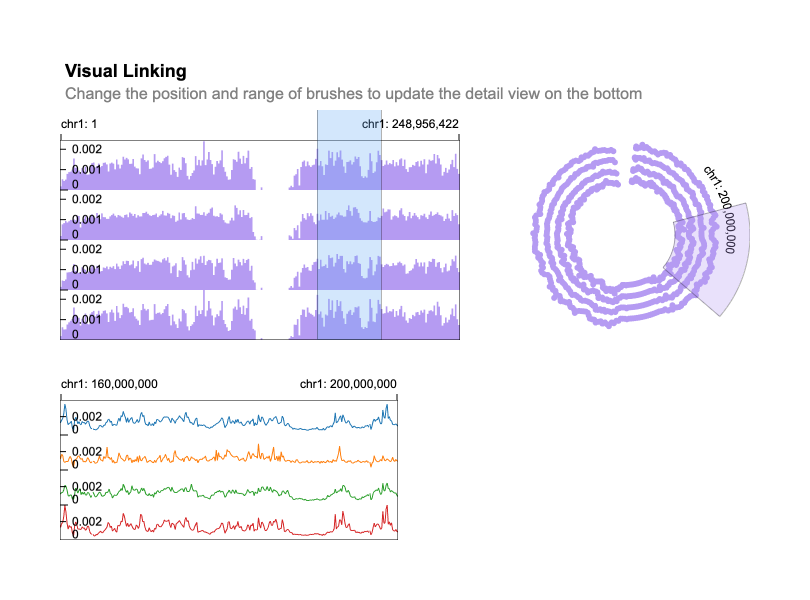 Visual Linking
Change the position and range of brushes to update the detail view on the bottom
chr1: 1
chr1: 248,956,422
0.002
0.001
0
0.002
0.001
0
0.002
0.001
0
0.002
0.001
0
chr1: 200,000,000
chr1: 160,000,000
chr1: 200,000,000
0.002
0
0.002
0
0.002
0
0.002
0